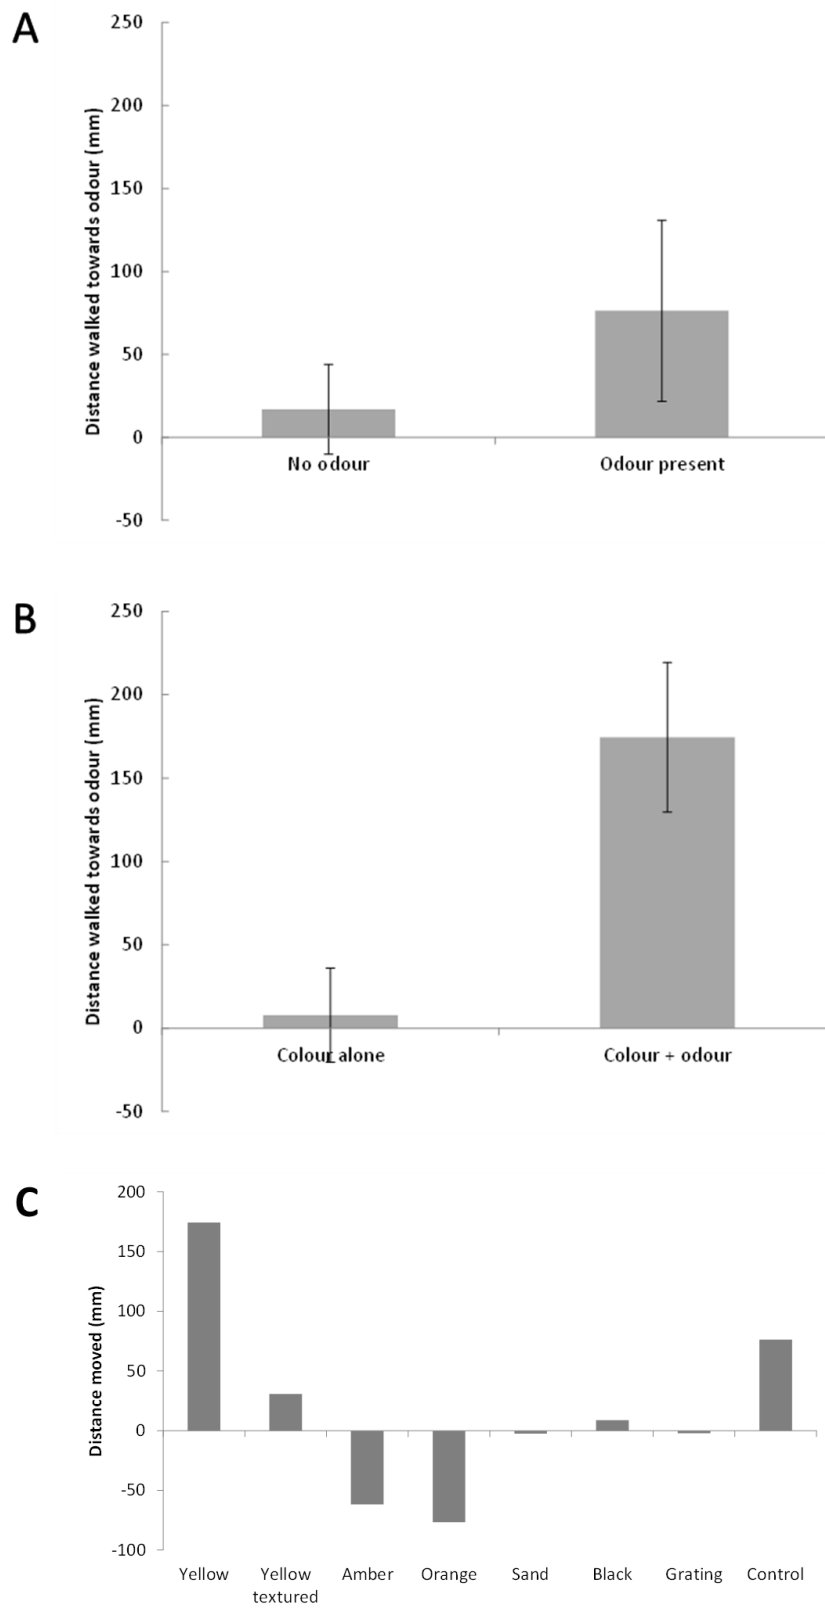 A
250
200
150
100
50
0
-50
Distance walked towards odour (mm)
No odour
Odour present
B
250
200
150
100
50
0
-50
Distance walked towards odour (mm)
Colour alone
Colour + odour
C
200
150
100
50
0
-50
-100
Distance moved (mm)
Yellow
Yellow
textured
Amber
Orange
Sand
Black
Grating
Control